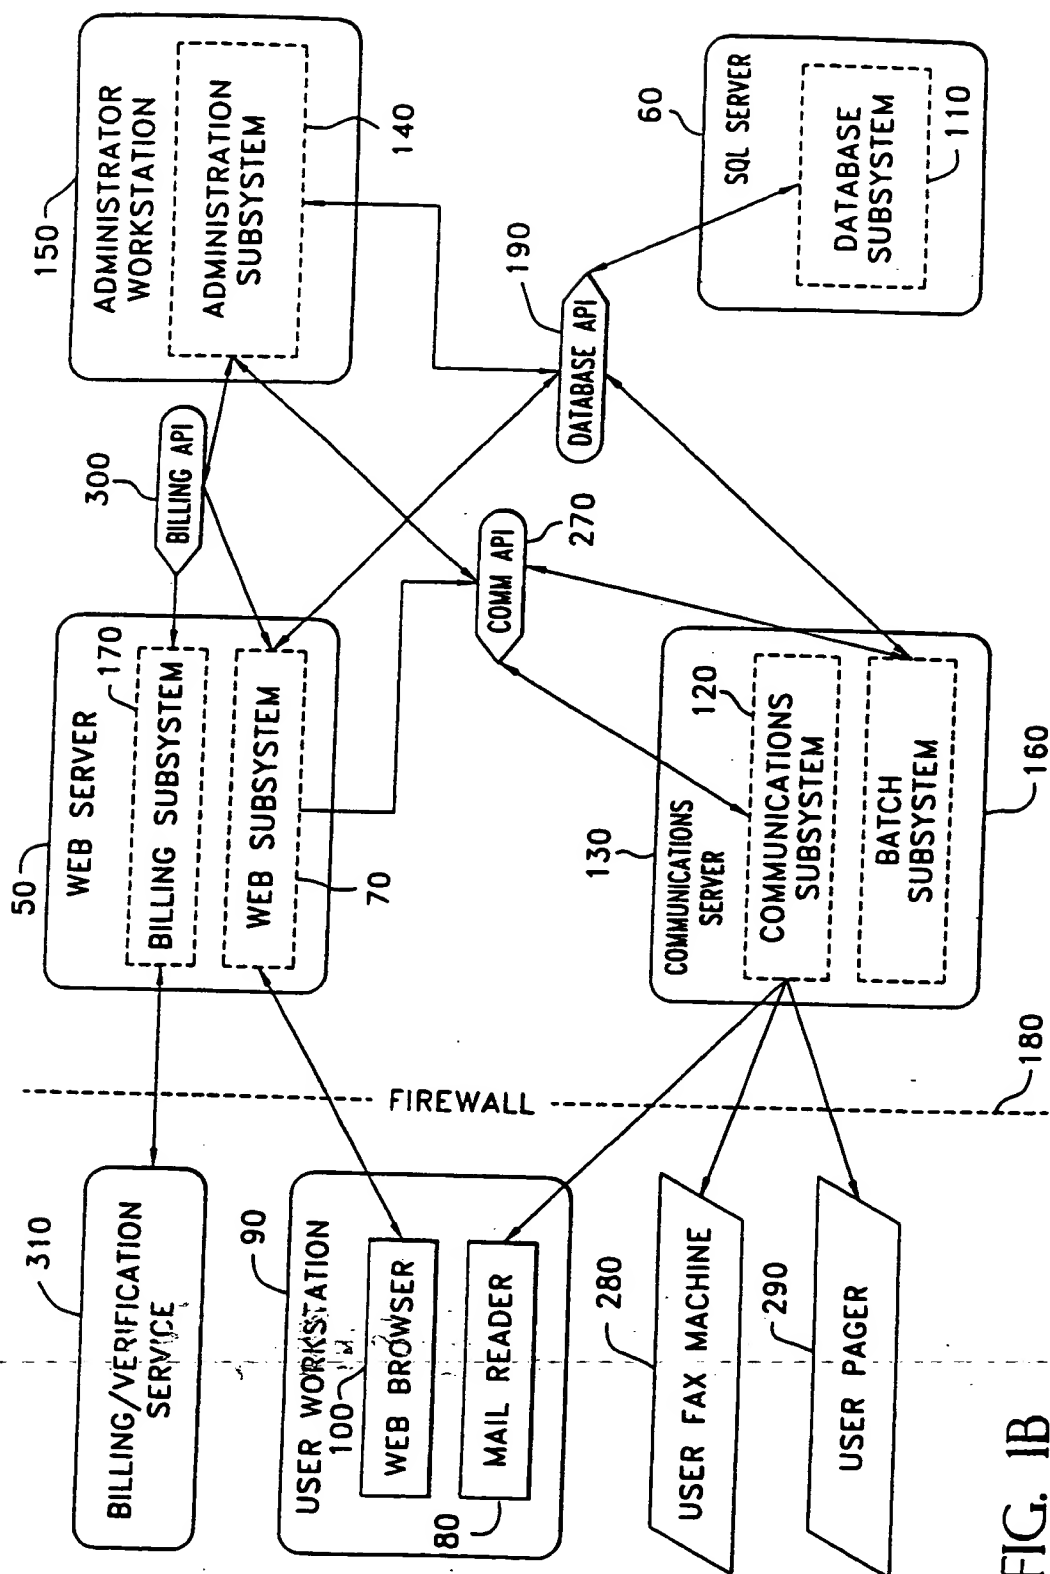 310
BILLING/VERIFICATION
SERVICE
90
USER WORKSTATION
100
WEB BROWSER
MAIL READER
80
280
USER FAX MACHINE
290
USER PAGER
FIREWALL
180
50
WEB SERVER
170
BILLING SUBSYSTEM
WEB SUBSYSTEM
70
130
COMMUNICATIONS
SERVER
120
COMMUNICATIONS
SUBSYSTEM
BATCH
SUBSYSTEM
160
300
BILLING API
COMM API
270
190
DATABASE API
150
ADMINISTRATOR
WORKSTATION
ADMINISTRATION
SUBSYSTEM
140
60
SQL SERVER
DATABASE
SUBSYSTEM
110
FIG. 1B